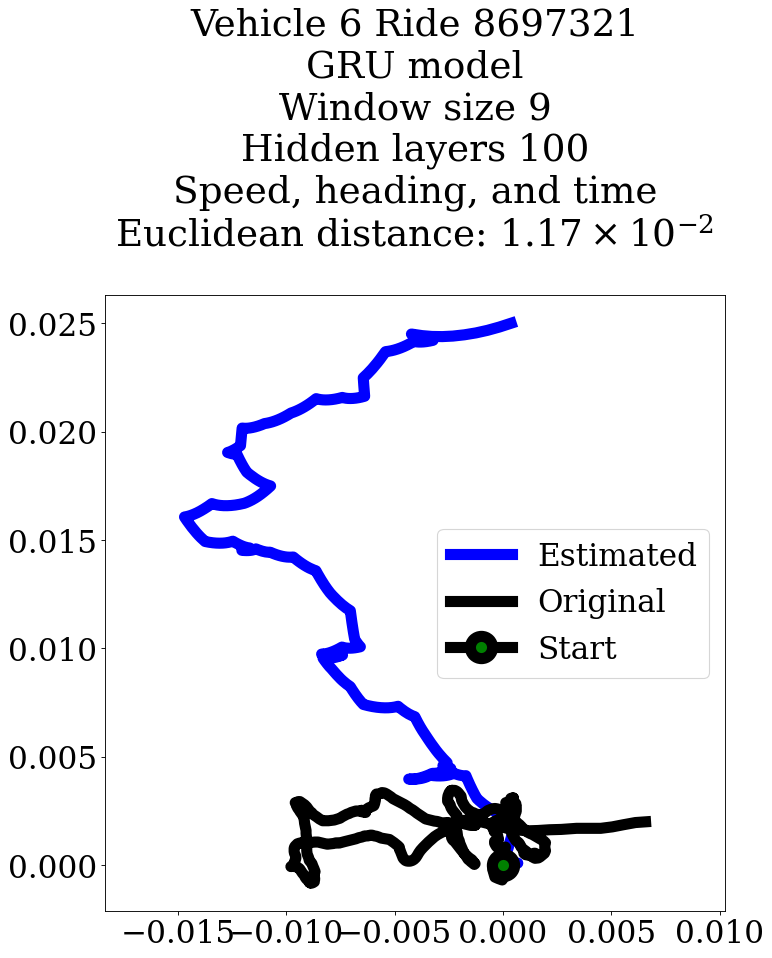 Vehicle 6 Ride 8697321
GRU model
Window size 9
Hidden layers 100
Speed, heading, and time
Euclidean distance: 1.17 × 10⁻²
0.025
0.020
0.015
0.010
0.005
0.000
Estimated
Original
Start
−0.015 −0.010 −0.005 0.000 0.005 0.010